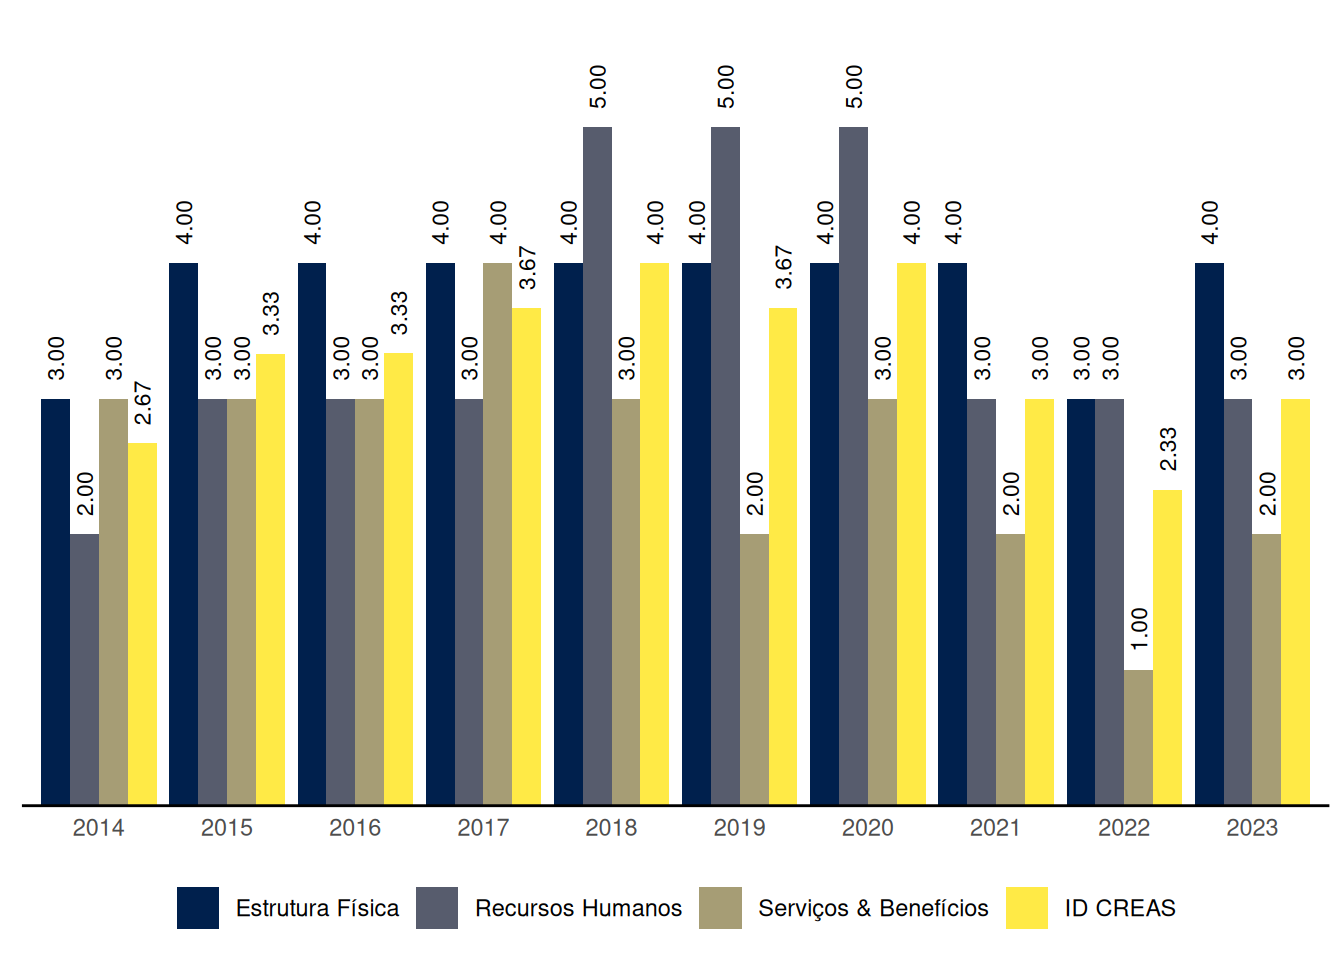 5.00 5.00 5.00
4.00 4.00 4.00 4.00 4.00 4.00 4.00 4.00 4.00 4.00 4.00
3.67 3.67
3.33 3.33
3.00 3.00 3.00 3.00 3.00 3.00 3.00 3.00 3.00 3.00 3.00 3.00 3.00 3.00 3.00
2.67
2.33
2.00 2.00 2.00 2.00
1.00
2014 2015 2016 2017 2018 2019 2020 2021 2022 2023
Estrutura Física Recursos Humanos Serviços & Benefícios ID CREAS